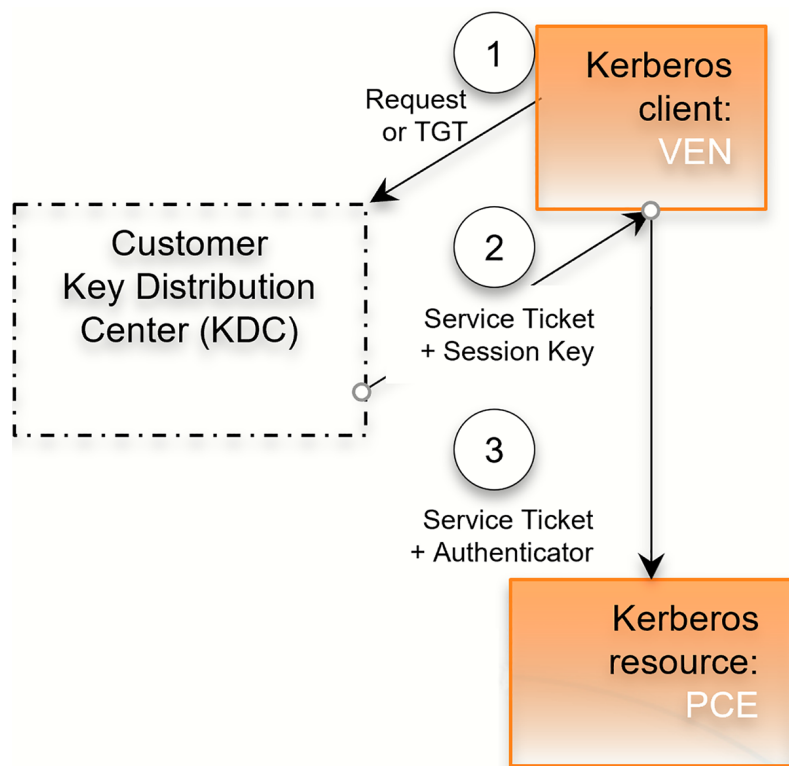 1
Kerberos
client:
VEN
Request
or TGT
Customer
Key Distribution
Center (KDC)
2
Service Ticket
+ Session Key
3
Service Ticket
+ Authenticator
Kerberos
resource:
PCE